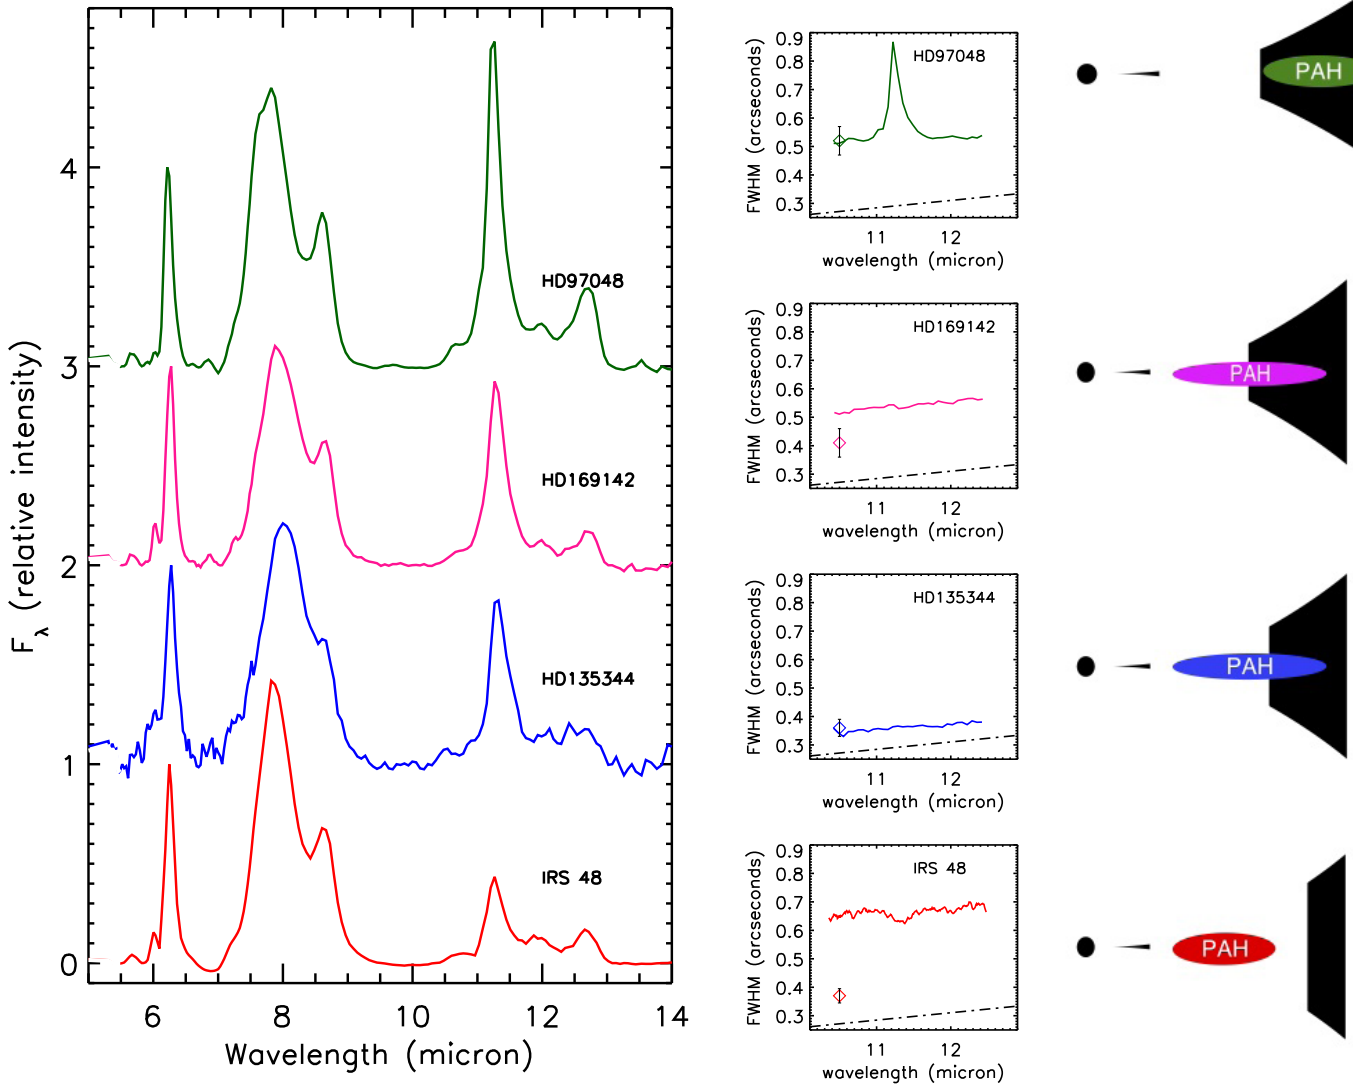 F λ (relative intensity)
4
3
2
1
0
HD97048
HD169142
HD135344
IRS 48
6 8 10 12 14
Wavelength (micron)
FWHM (arcseconds)
0.9
0.8
0.7
0.6
0.5
0.4
0.3
HD97048
11 12
wavelength (micron)
PAH
FWHM (arcseconds)
0.9
0.8
0.7
0.6
0.5
0.4
0.3
HD169142
11 12
wavelength (micron)
PAH
FWHM (arcseconds)
0.9
0.8
0.7
0.6
0.5
0.4
0.3
HD135344
11 12
wavelength (micron)
PAH
FWHM (arcseconds)
0.9
0.8
0.7
0.6
0.5
0.4
0.3
IRS 48
11 12
wavelength (micron)
PAH